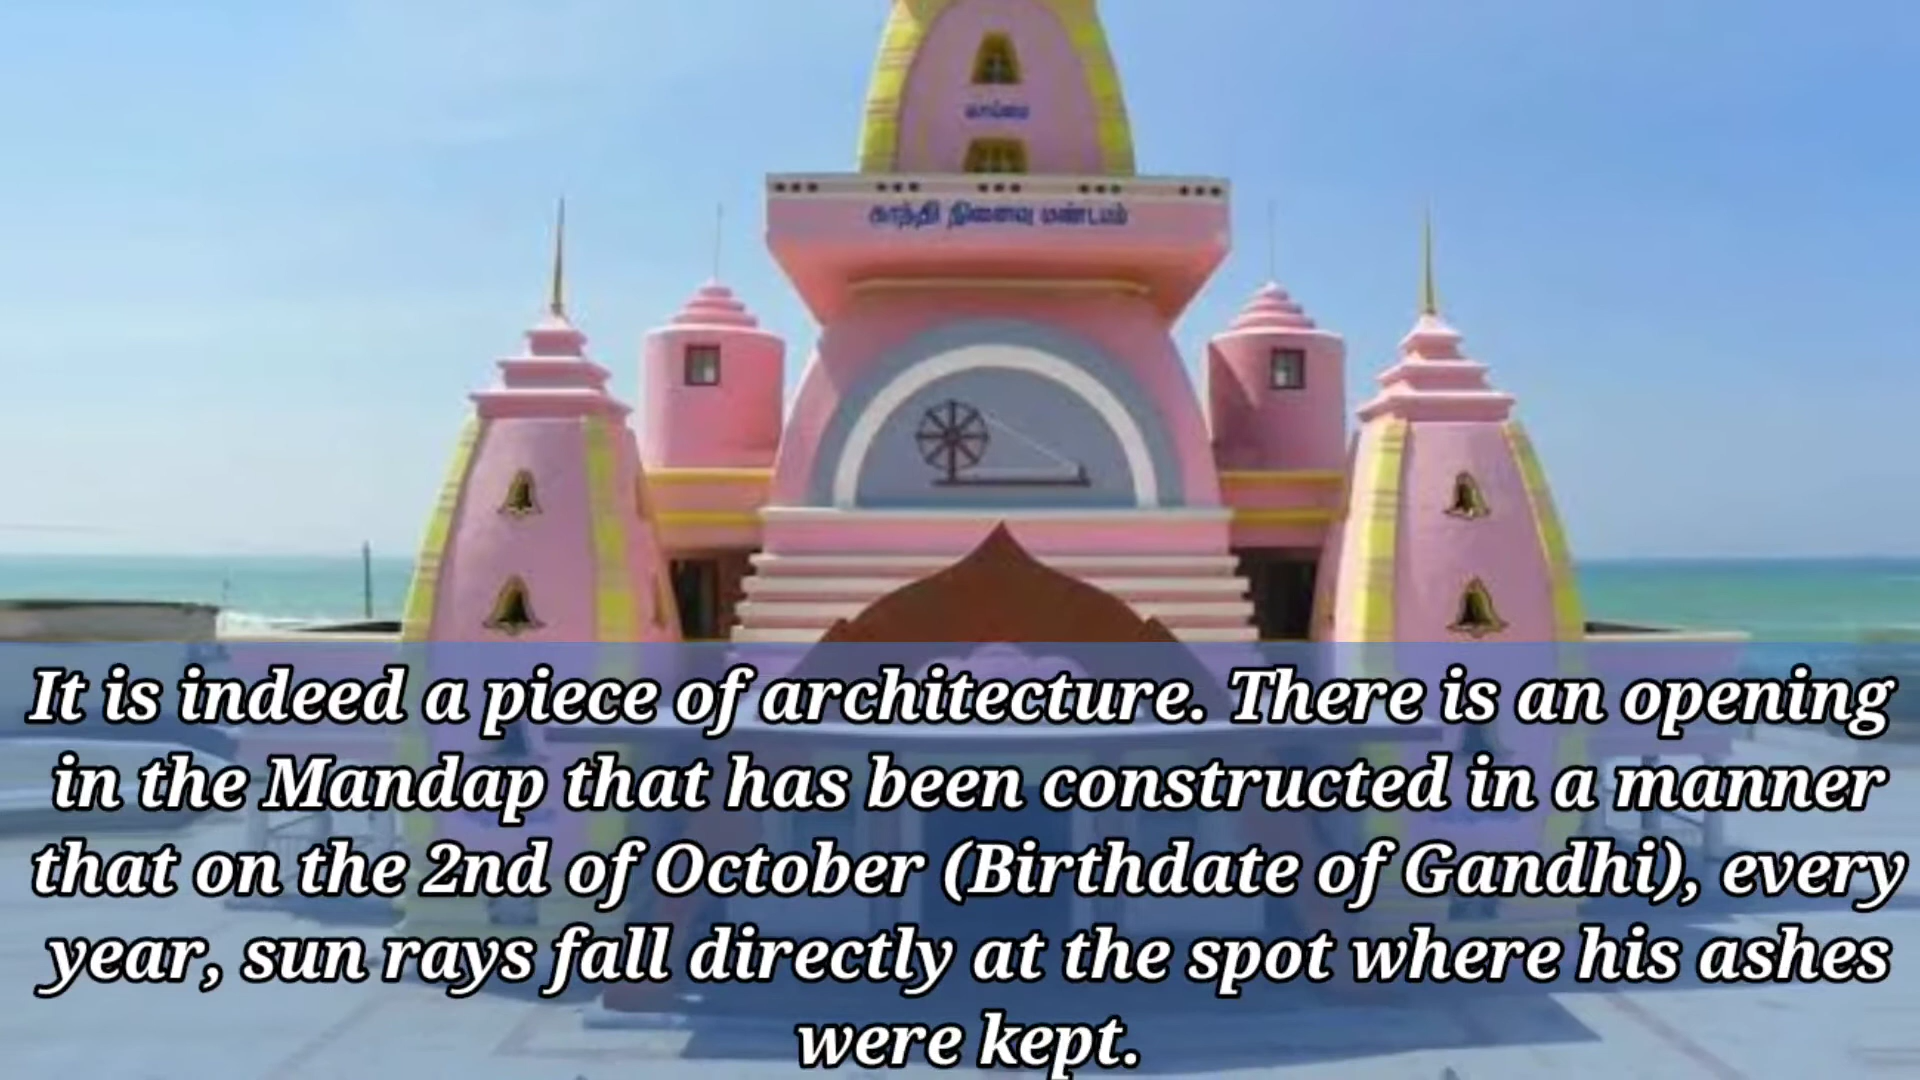 வாய்மை
காந்தி நினைவு மண்டபம்
It is indeed a piece of architecture. There is an opening
in the Mandap that has been constructed in a manner
that on the 2nd of October (Birthdate of Gandhi), every
year, sun rays fall directly at the spot where his ashes
were kept.